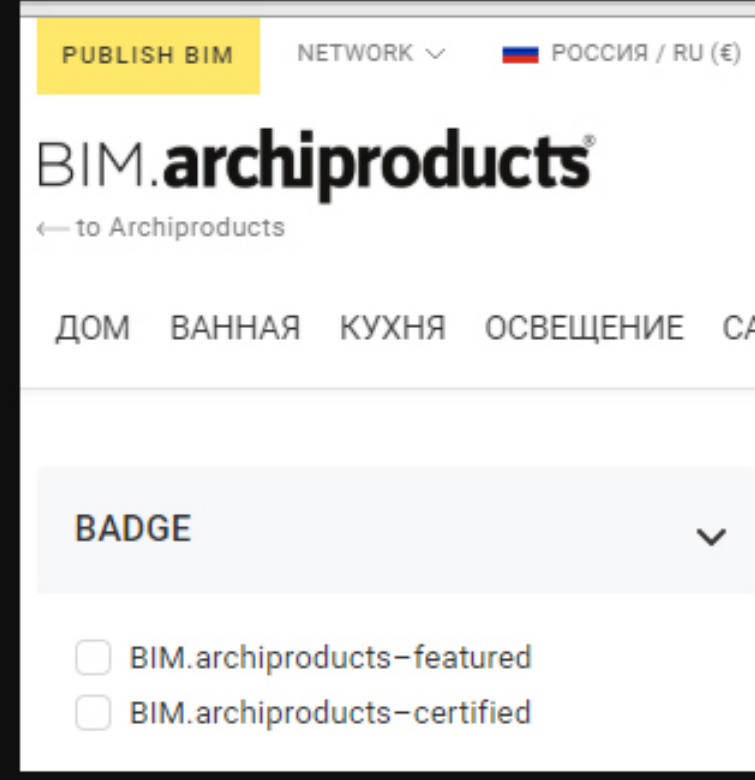 PUBLISH BIM NETWORK РОССИЯ / RU (€)
BIM.archiproducts®
← to Archiproducts
ДОМ ВАННАЯ КУХНЯ ОСВЕЩЕНИЕ СА
BADGE
BIM.archiproducts–featured
BIM.archiproducts–certified